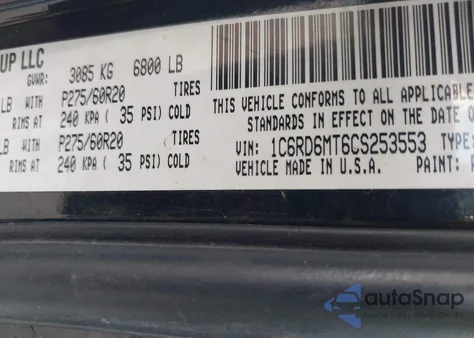 UP LLC
GVWR: 3085 KG 6800 LB
LB WITH P275/60R20 TIRES
RIMS AT 240 KPA ( 35 PSI) COLD
LB WITH P275/60R20 TIRES
RIMS AT 240 KPA ( 35 PSI) COLD
THIS VEHICLE CONFORMS TO ALL APPLICABLE
STANDARDS IN EFFECT ON THE DATE O
VIN: 1C6RD6MT6CS253553 TYPE:
VEHICLE MADE IN U.S.A. PAINT:
autoSnap